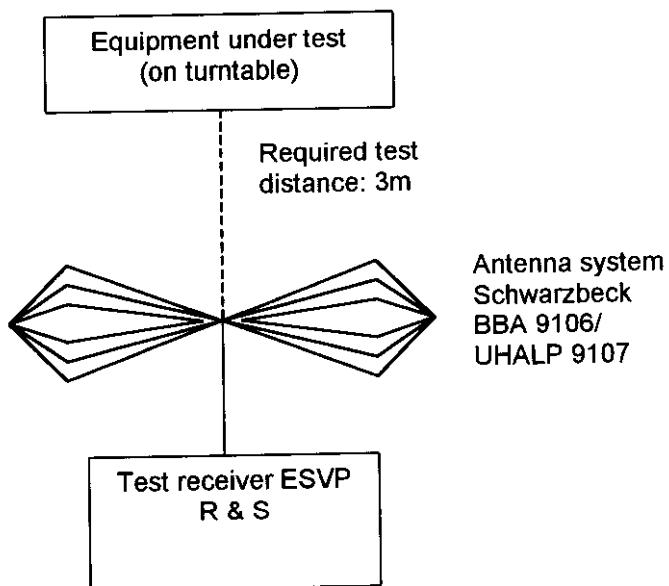 Equipment under test
(on turntable)
Required test
distance: 3m
Antenna system
Schwarzbeck
BBA 9106/
UHALP 9107
Test receiver ESVP
R & S